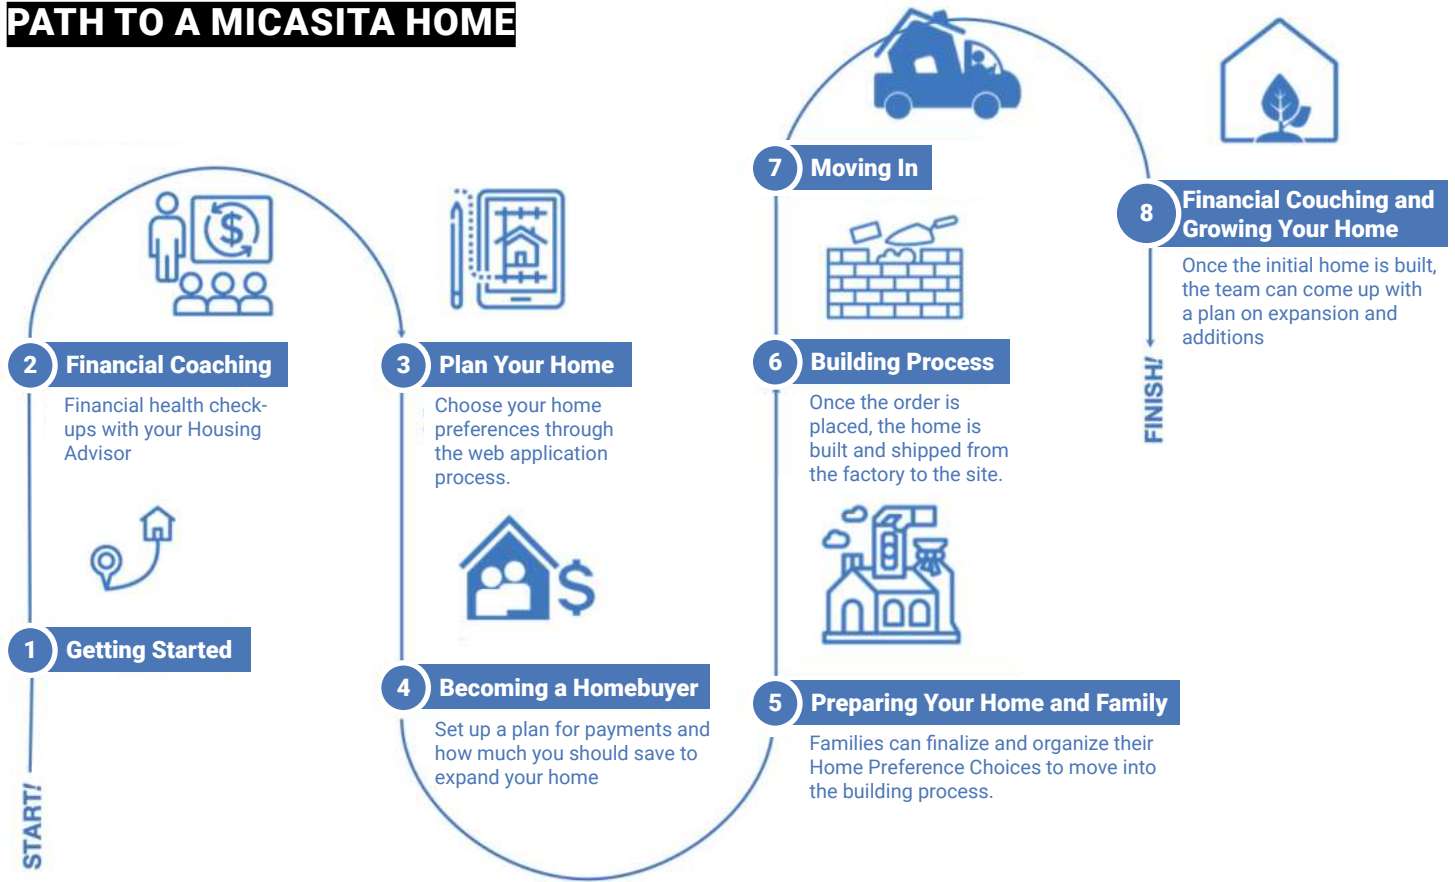 PATH TO A MICASITA HOME
START!
1 Getting Started
2 Financial Coaching
Financial health check-
ups with your Housing
Advisor
$
3 Plan Your Home
Choose your home
preferences through
the web application
process.
$
4 Becoming a Homebuyer
Set up a plan for payments and
how much you should save to
expand your home
5 Preparing Your Home and Family
Families can finalize and organize their
Home Preference Choices to move into
the building process.
6 Building Process
Once the order is
placed, the home is
built and shipped from
the factory to the site.
7 Moving In
8 Financial Couching and
Growing Your Home
Once the initial home is built,
the team can come up with
a plan on expansion and
additions
FINISH!